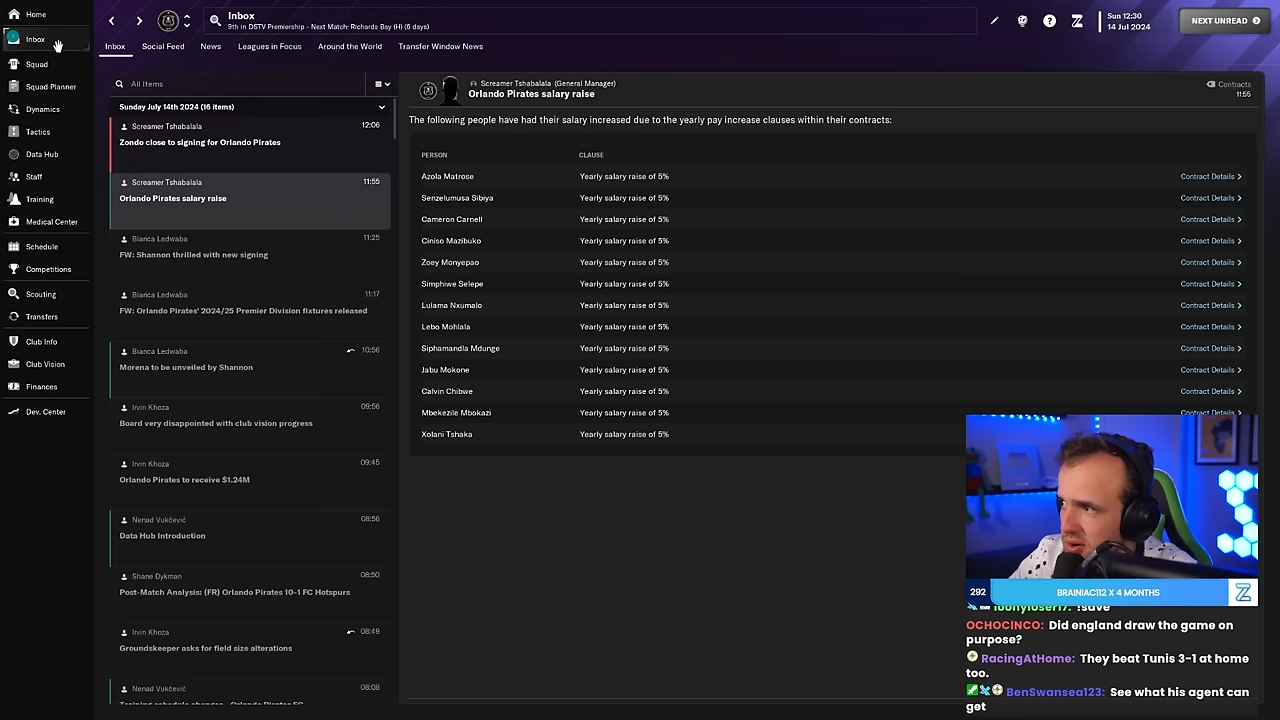 Home
Inbox
Squad
Squad Planner
Dynamics
Tactics
Data Hub
Staff
Training
Medical Center
Schedule
Competitions
Scouting
Transfers
Club Info
Club Vision
Finances
Dev. Center
Inbox
9th in DSTV Premiership - Next Match: Richards Bay (H) (6 days)
Sun 12:30
14 Jul 2024
NEXT UNREAD
Inbox
Social Feed
News
Leagues in Focus
Around the World
Transfer Window News
All Items
Sunday July 14th 2024 (16 items)
Screamer Tshabalala 12:06
Zondo close to signing for Orlando Pirates
Screamer Tshabalala 11:55
Orlando Pirates salary raise
Bianca Ledwaba 11:25
FW: Shannon thrilled with new signing
Bianca Ledwaba 11:17
FW: Orlando Pirates' 2024/25 Premier Division fixtures released
Bianca Ledwaba 10:56
Morena to be unveiled by Shannon
Irvin Khoza 09:56
Board very disappointed with club vision progress
Irvin Khoza 09:45
Orlando Pirates to receive $1.24M
Nenad Vukčević 08:56
Data Hub Introduction
Shane Dykman 08:50
Post-Match Analysis: (FR) Orlando Pirates 10-1 FC Hotspurs
Irvin Khoza 08:49
Groundskeeper asks for field size alterations
Nenad Vukčević 08:08
Training schedule changes - Orlando Pirates FC
Screamer Tshabalala (General Manager)
Orlando Pirates salary raise
Contracts
11:55
The following people have had their salary increased due to the yearly pay increase clauses within their contracts:
PERSON CLAUSE
Azola Matrose Yearly salary raise of 5% Contract Details
Senzelumusa Sibiya Yearly salary raise of 5% Contract Details
Cameron Carnell Yearly salary raise of 5% Contract Details
Ciniso Mazibuko Yearly salary raise of 5% Contract Details
Zoey Monyepao Yearly salary raise of 5% Contract Details
Simphiwe Selepe Yearly salary raise of 5% Contract Details
Lulama Nxumalo Yearly salary raise of 5% Contract Details
Lebo Mohlala Yearly salary raise of 5% Contract Details
Siphamandla Mdunge Yearly salary raise of 5% Contract Details
Jabu Mokone Yearly salary raise of 5% Contract Details
Calvin Chibwe Yearly salary raise of 5% Contract Details
Mbekezile Mbokazi Yearly salary raise of 5% Contract Details
Xolani Tshaka Yearly salary raise of 5%
292 BRAINIAC112 X 4 MONTHS Z
loonyloser17: !save
OCHOCINCO: Did england draw the game on
purpose?
RacingAtHome: They beat Tunis 3-1 at home
too.
BenSwansea123: See what his agent can
get